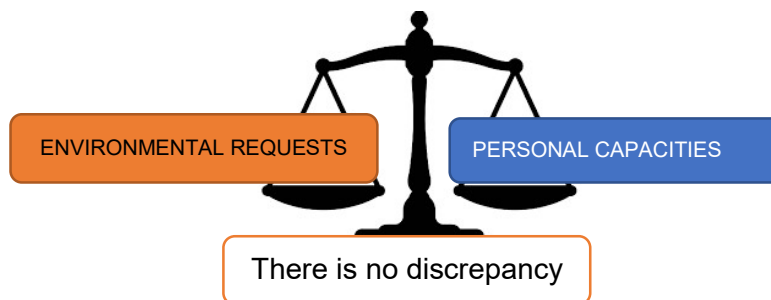 ENVIRONMENTAL REQUESTS
PERSONAL CAPACITIES
There is no discrepancy